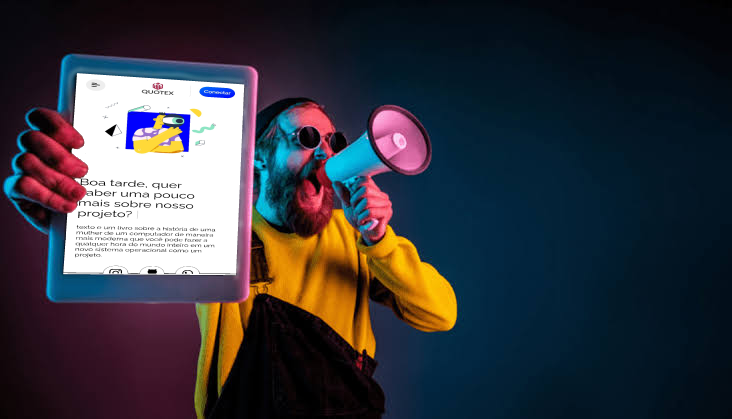 QUOTEX
Conectar
Boa tarde, quer
saber uma pouco
mais sobre nosso
projeto?
texto e um livro sobre a história de uma
mulher de um computador de maneira
mais moderna que você pode fazer a
qualquer hora do mundo inteiro em um
novo sistema operacional como um
projeto.